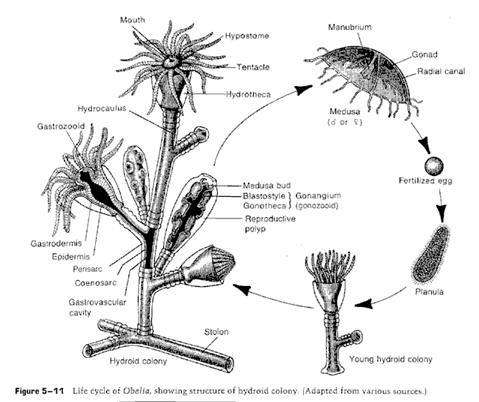 Mouth
Hypostome
Tentacle
Hydrotheca
Hydrocaulus
Gastrozooid
Medusa bud
Blastostyle } Gonangium
Gonotheca } (gonozooid)
Reproductive
polyp
Gastrodermis
Epidermis
Perisarc
Coenosarc
Gastrovascular
cavity
Stolon
Hydroid colony
Manubrium
Gonad
Radial canal
Medusa
(♂ or ♀)
Fertilized egg
Planula
Young hydroid colony
Figure 5–11 Life cycle of Obelia, showing structure of hydroid colony. (Adapted from various sources.)